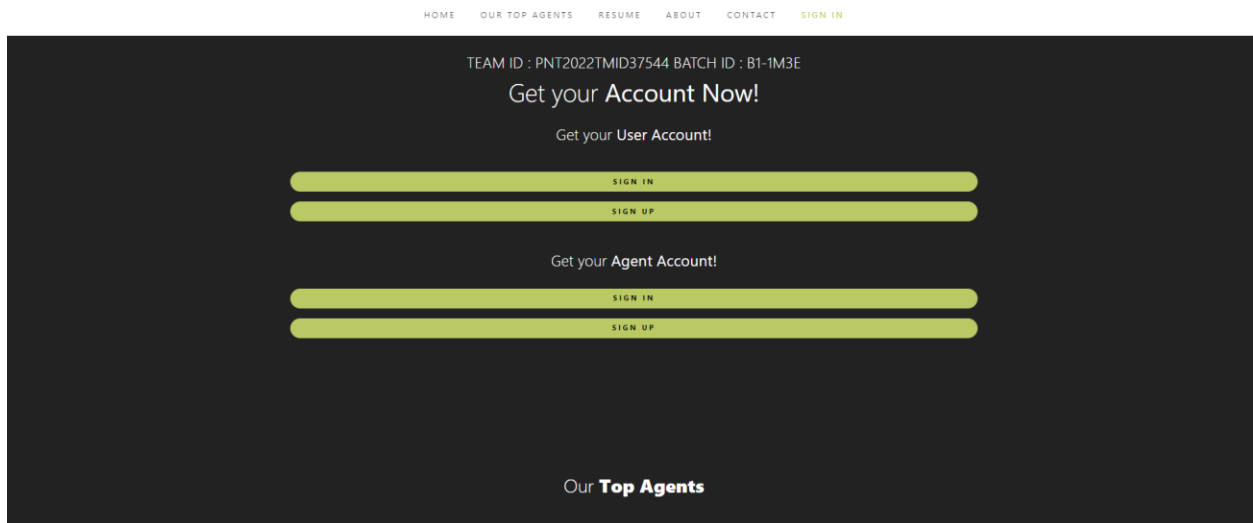 HOME OUR TOP AGENTS RESUME ABOUT CONTACT SIGN IN
TEAM ID : PNT2022TMID37544 BATCH ID : B1-1M3E
Get your Account Now!
Get your User Account!
SIGN IN
SIGN UP
Get your Agent Account!
SIGN IN
SIGN UP
Our Top Agents